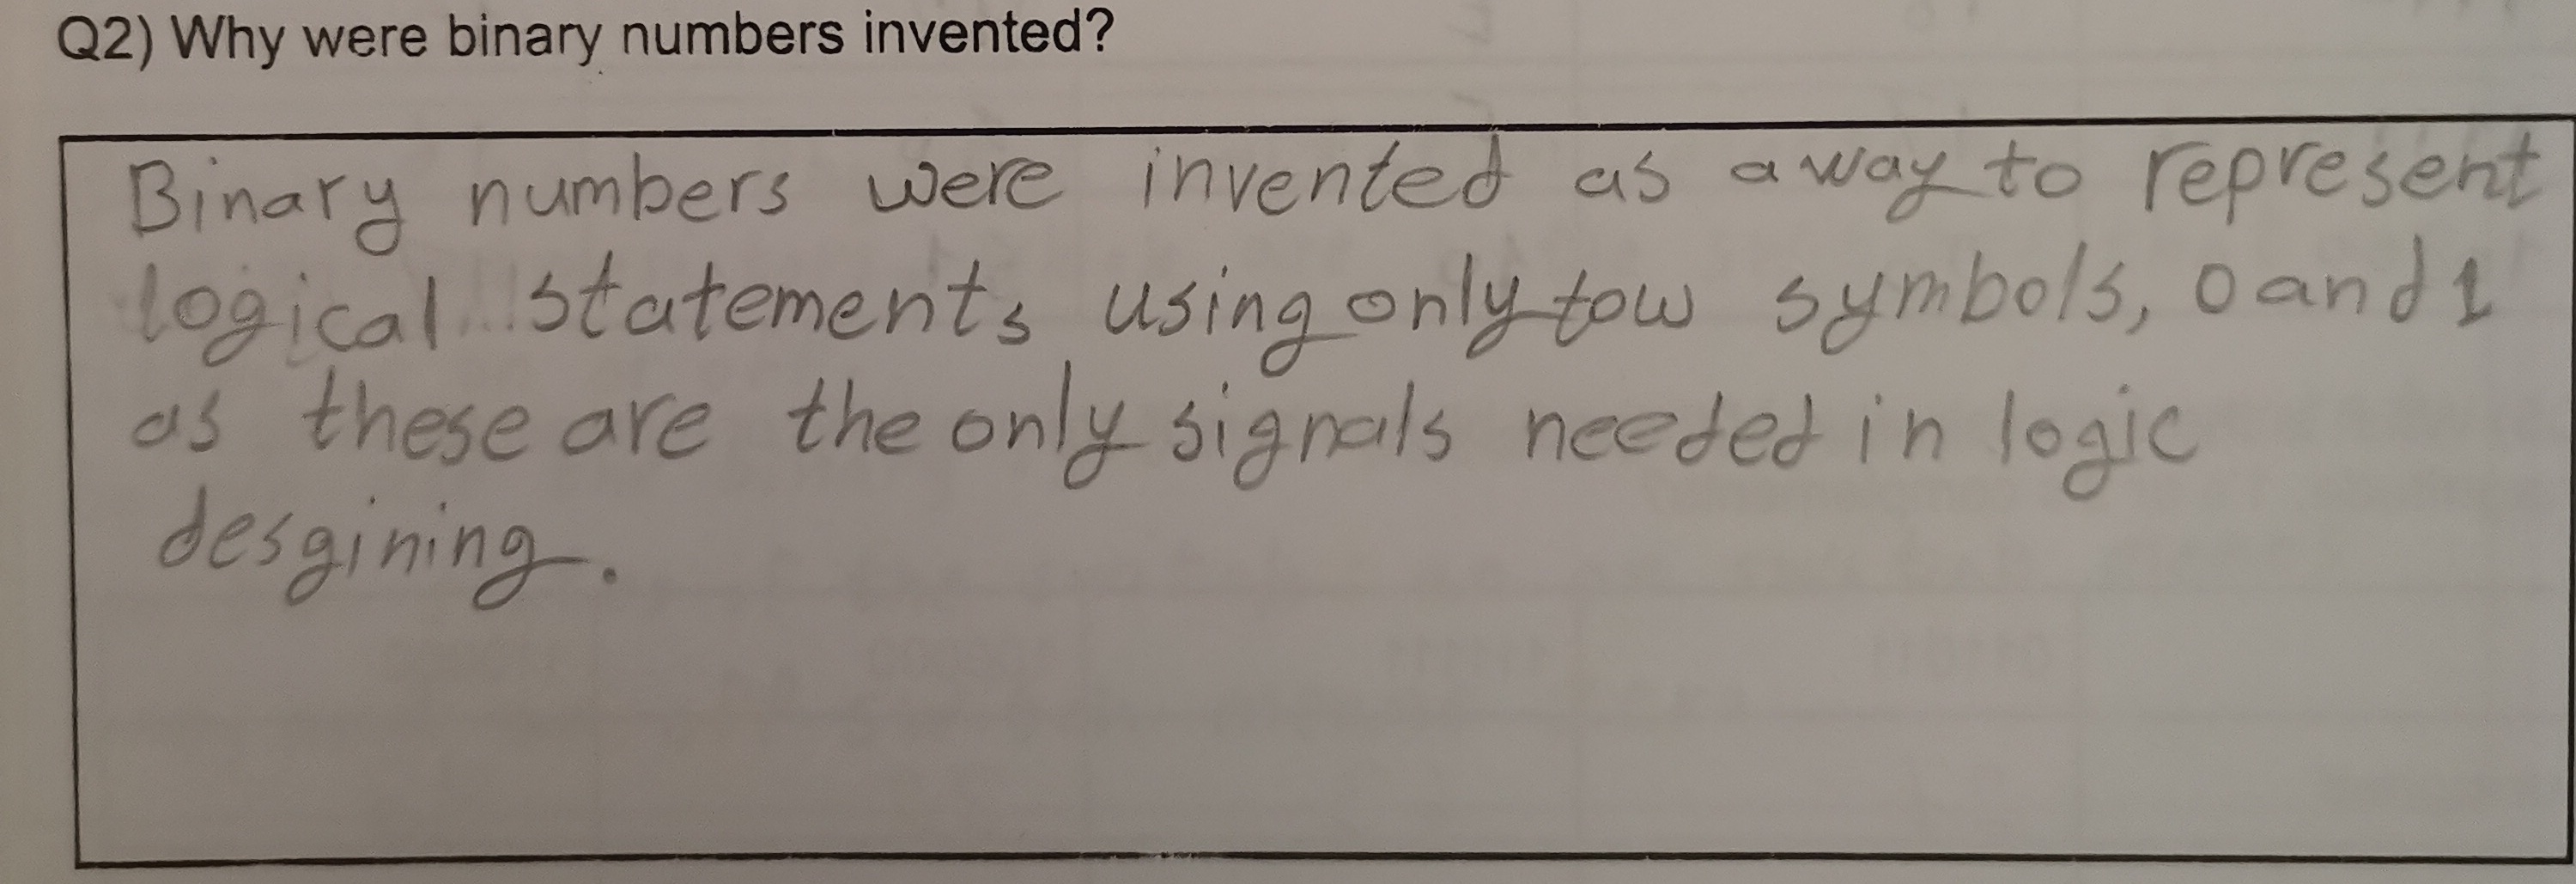 Q2) Why were binary numbers invented?
Binary numbers were invented as a way to represent
logical statements using only tow symbols, 0 and 1
as these are the only signals needed in logic
desgining.